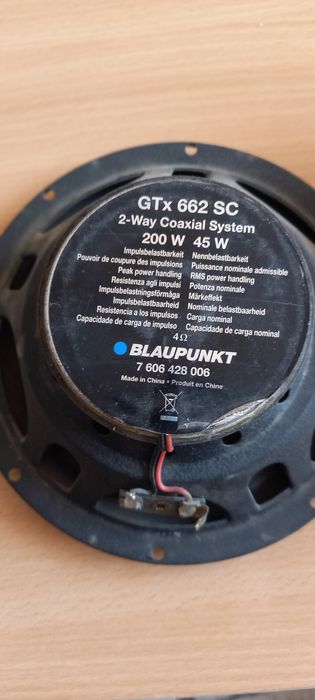 GTx 662 SC
2-Way Coaxial System
200 W 45 W
Impulsbelastbarkeit Nennbelastbarkeit
Pouvoir de coupure des impulsions Puissance nominale admissible
Peak power handling RMS power handling
Resistenza agli impulsi Potenza nominale
Impulsbelastningsförmåga Märkeffekt
Impulsbelastbaarheid Nominale belastbaarheid
Resistencia a los impulsos Carga nominal
Capacidade de carga de impulso Capacidade de carga nominal
4Ω
BLAUPUNKT
7 606 428 006
Made in China • Produit en Chine